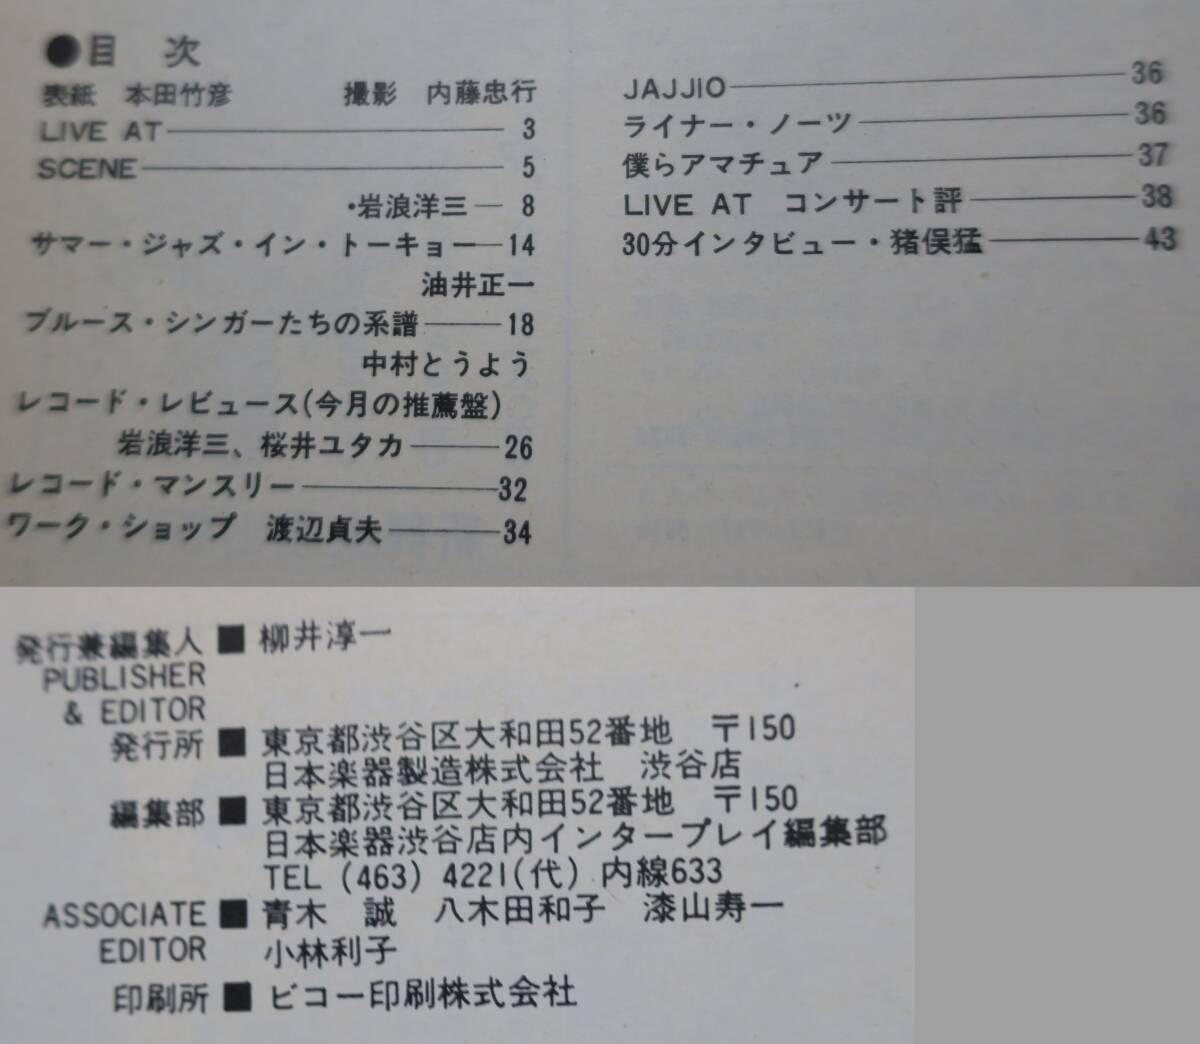 ●目 次
表紙 本田竹彦 撮影 内藤忠行
LIVE AT 3
SCENE 5
・岩浪洋三 8
サマー・ジャズ・イン・トーキョー 14
油井正一
ブルース・シンガーたちの系譜 18
中村とうよう
レコード・レビュース(今月の推薦盤)
岩浪洋三、桜井ユタカ 26
レコード・マンスリー 32
ワーク・ショップ 渡辺貞夫 34
JAJJIO 36
ライナー・ノーツ 36
僕らアマチュア 37
LIVE AT コンサート評 38
30分インタビュー・猪俣猛 43
発行兼編集人 ■ 柳井淳一
PUBLISHER
& EDITOR
発行所 ■ 東京都渋谷区大和田52番地 〒150
日本楽器製造株式会社 渋谷店
編集部 ■ 東京都渋谷区大和田52番地 〒150
日本楽器渋谷店内インタープレイ編集部
TEL (463) 4221(代) 内線633
ASSOCIATE ■ 青木 誠 八木田和子 漆山寿一
EDITOR 小林利子
印刷所 ■ ビコー印刷株式会社